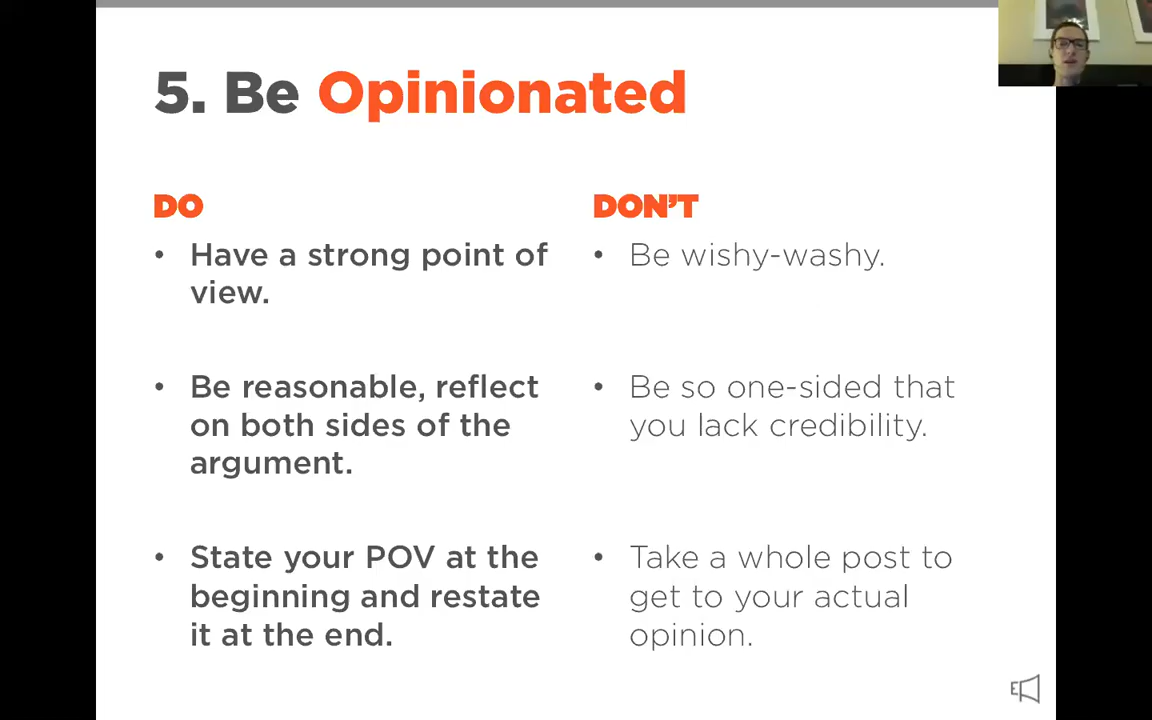 5. Be Opinionated
DO
• Have a strong point of
view.
• Be reasonable, reflect
on both sides of the
argument.
• State your POV at the
beginning and restate
it at the end.
DON'T
• Be wishy-washy.
• Be so one-sided that
you lack credibility.
• Take a whole post to
get to your actual
opinion.